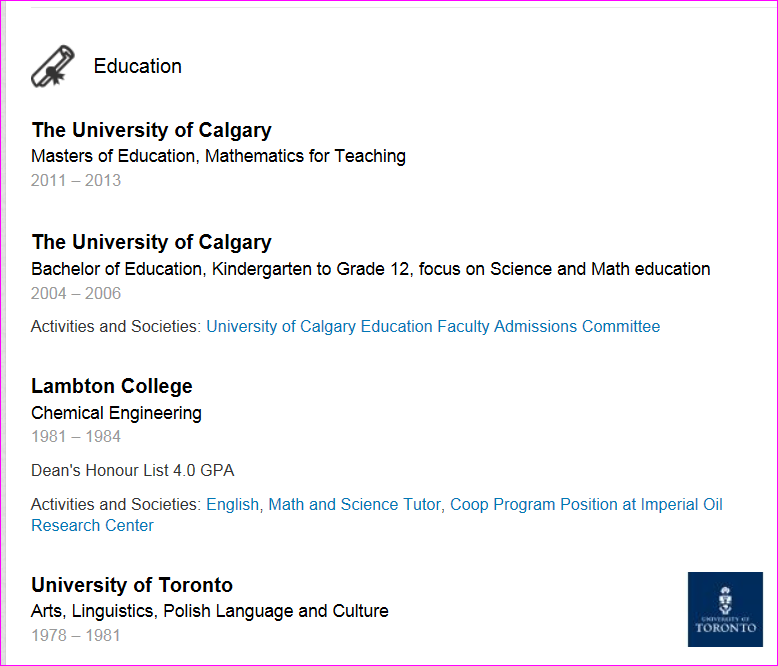 Education
The University of Calgary
Masters of Education, Mathematics for Teaching
2011 – 2013
The University of Calgary
Bachelor of Education, Kindergarten to Grade 12, focus on Science and Math education
2004 – 2006
Activities and Societies: University of Calgary Education Faculty Admissions Committee
Lambton College
Chemical Engineering
1981 – 1984
Dean's Honour List 4.0 GPA
Activities and Societies: English, Math and Science Tutor, Coop Program Position at Imperial Oil
Research Center
University of Toronto
Arts, Linguistics, Polish Language and Culture
1978 – 1981
UNIVERSITY OF
TORONTO